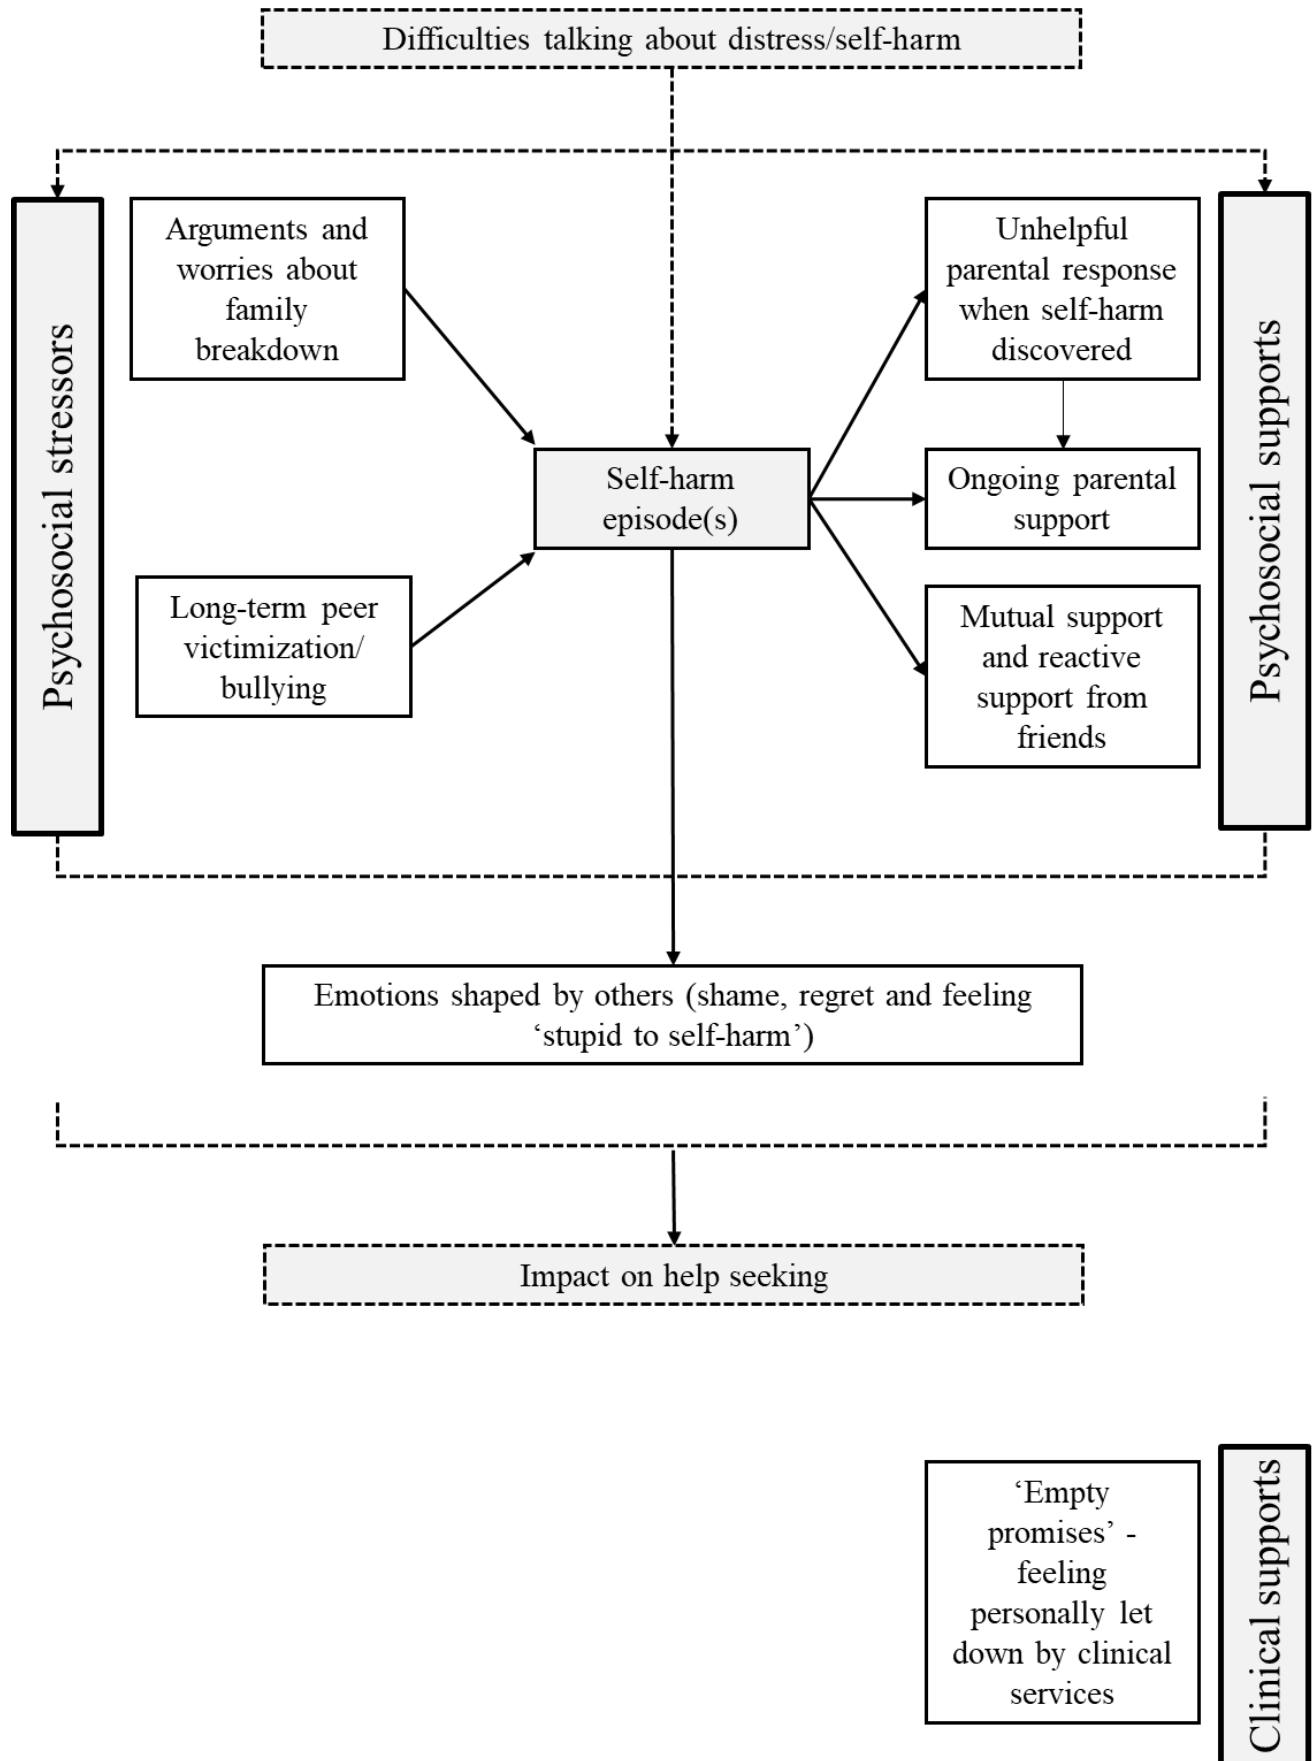 Difficulties talking about distress/self-harm
Psychosocial stressors
Arguments and
worries about
family
breakdown
Long-term peer
victimization/
bullying
Self-harm
episode(s)
Unhelpful
parental response
when self-harm
discovered
Ongoing parental
support
Mutual support
and reactive
support from
friends
Psychosocial supports
Emotions shaped by others (shame, regret and feeling
‘stupid to self-harm’)
Impact on help seeking
‘Empty
promises’ -
feeling
personally let
down by clinical
services
Clinical supports